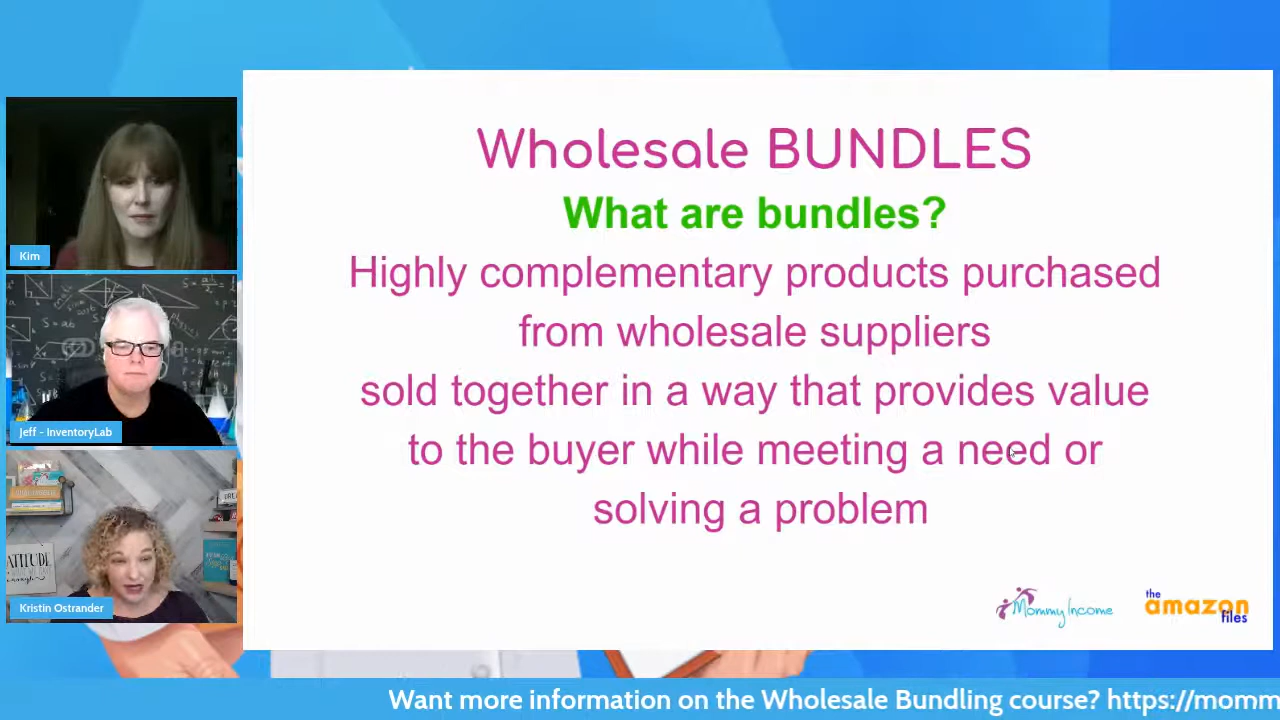 Wholesale BUNDLES
What are bundles?
Highly complementary products purchased
from wholesale suppliers
sold together in a way that provides value
to the buyer while meeting a need or
solving a problem
Kim
Jeff - InventoryLab
Kristin Ostrander
Mommy Income
the
amazon
files
Want more information on the Wholesale Bundling course? https://momm